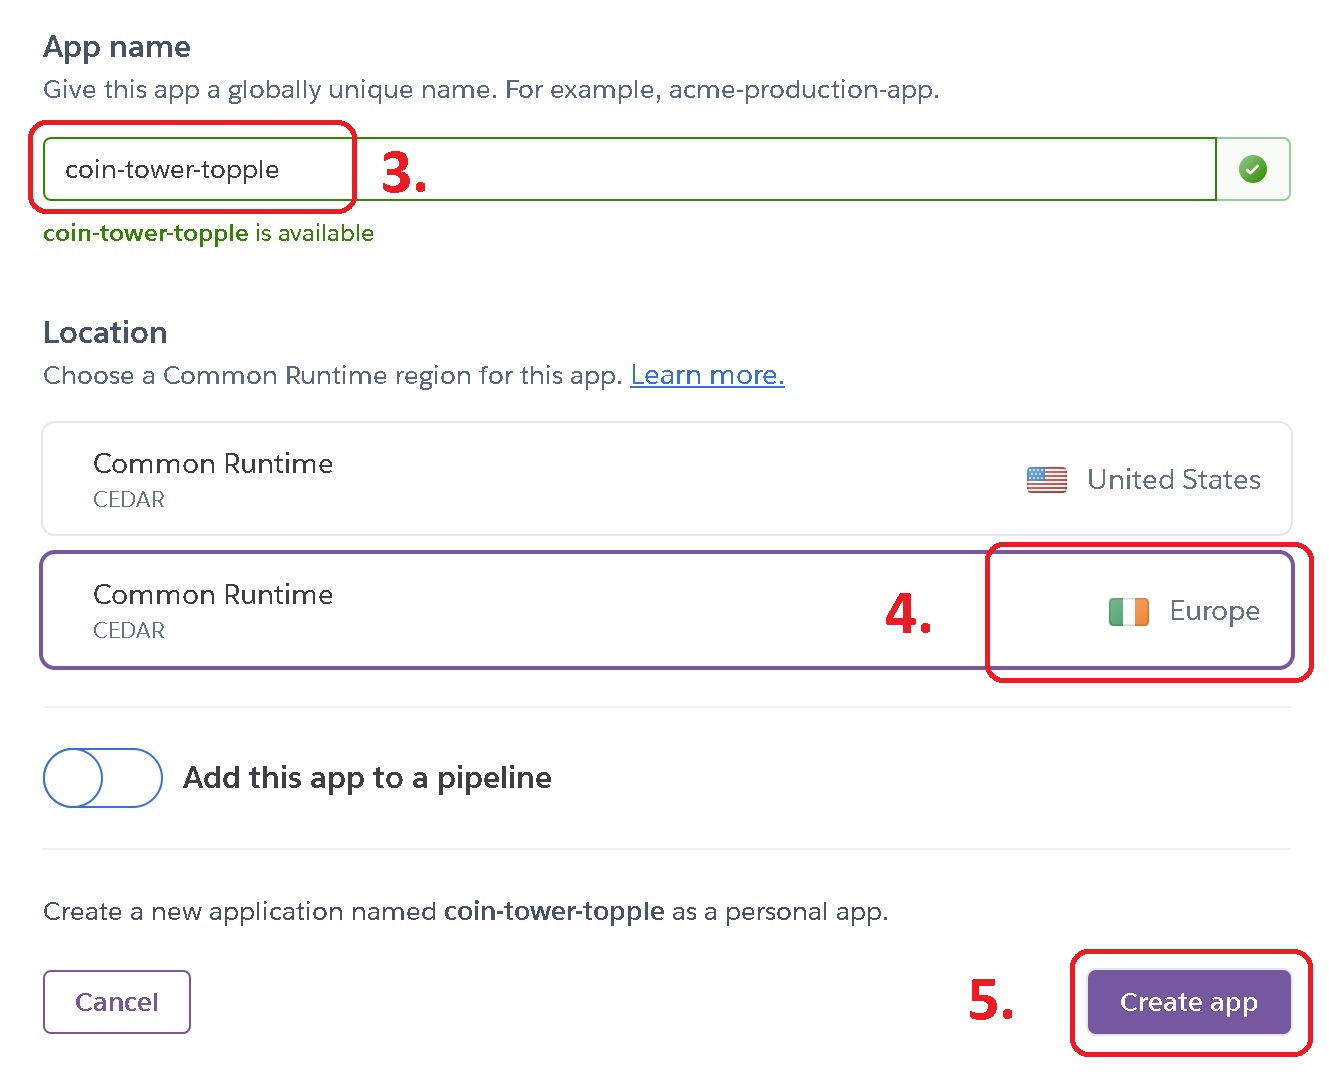 App name
Give this app a globally unique name. For example, acme-production-app.
coin-tower-topple
3.
coin-tower-topple is available
Location
Choose a Common Runtime region for this app. Learn more.
Common Runtime
CEDAR
United States
Common Runtime
CEDAR
4.
Europe
Add this app to a pipeline
Create a new application named coin-tower-topple as a personal app.
Cancel
5.
Create app